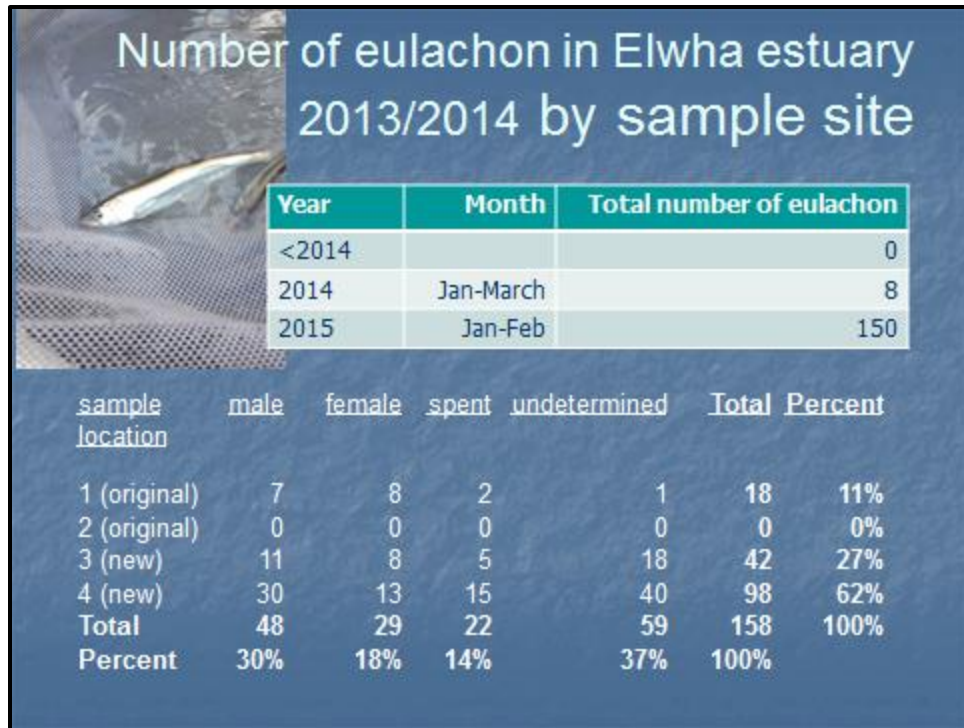 Number of eulachon in Elwha estuary
2013/2014 by sample site
Year Month Total number of eulachon
<2014 0
2014 Jan-March 8
2015 Jan-Feb 150
sample male female spent undetermined Total Percent
location
1 (original) 7 8 2 1 18 11%
2 (original) 0 0 0 0 0 0%
3 (new) 11 8 5 18 42 27%
4 (new) 30 13 15 40 98 62%
Total 48 29 22 59 158 100%
Percent 30% 18% 14% 37% 100%